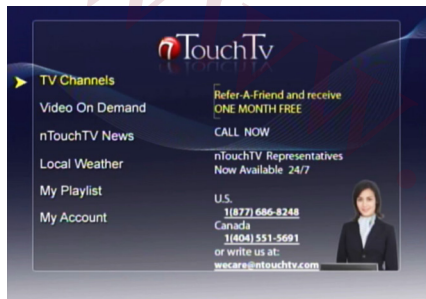 nTouchTv
TV Channels
Video On Demand
nTouchTV News
Local Weather
My Playlist
My Account
Refer-A-Friend and receive
ONE MONTH FREE
CALL NOW
nTouchTV Representatives
Now Available 24/7
U.S.
1(877) 686-8248
Canada
1(404) 551-5691
or write us at:
wecare@ntouchtv.com